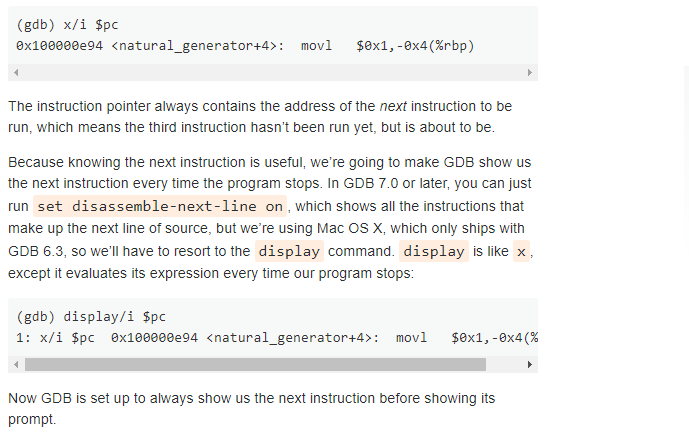 (gdb) x/i $pc
0x100000e94 <natural_generator+4>:  movl   $0x1,-0x4(%rbp)
The instruction pointer always contains the address of the next instruction to be
run, which means the third instruction hasn’t been run yet, but is about to be.
Because knowing the next instruction is useful, we’re going to make GDB show us
the next instruction every time the program stops. In GDB 7.0 or later, you can just
run set disassemble-next-line on, which shows all the instructions that
make up the next line of source, but we’re using Mac OS X, which only ships with
GDB 6.3, so we’ll have to resort to the display command. display is like x,
except it evaluates its expression every time our program stops:
(gdb) display/i $pc
1: x/i $pc  0x100000e94 <natural_generator+4>:  movl   $0x1,-0x4(%
Now GDB is set up to always show us the next instruction before showing its
prompt.